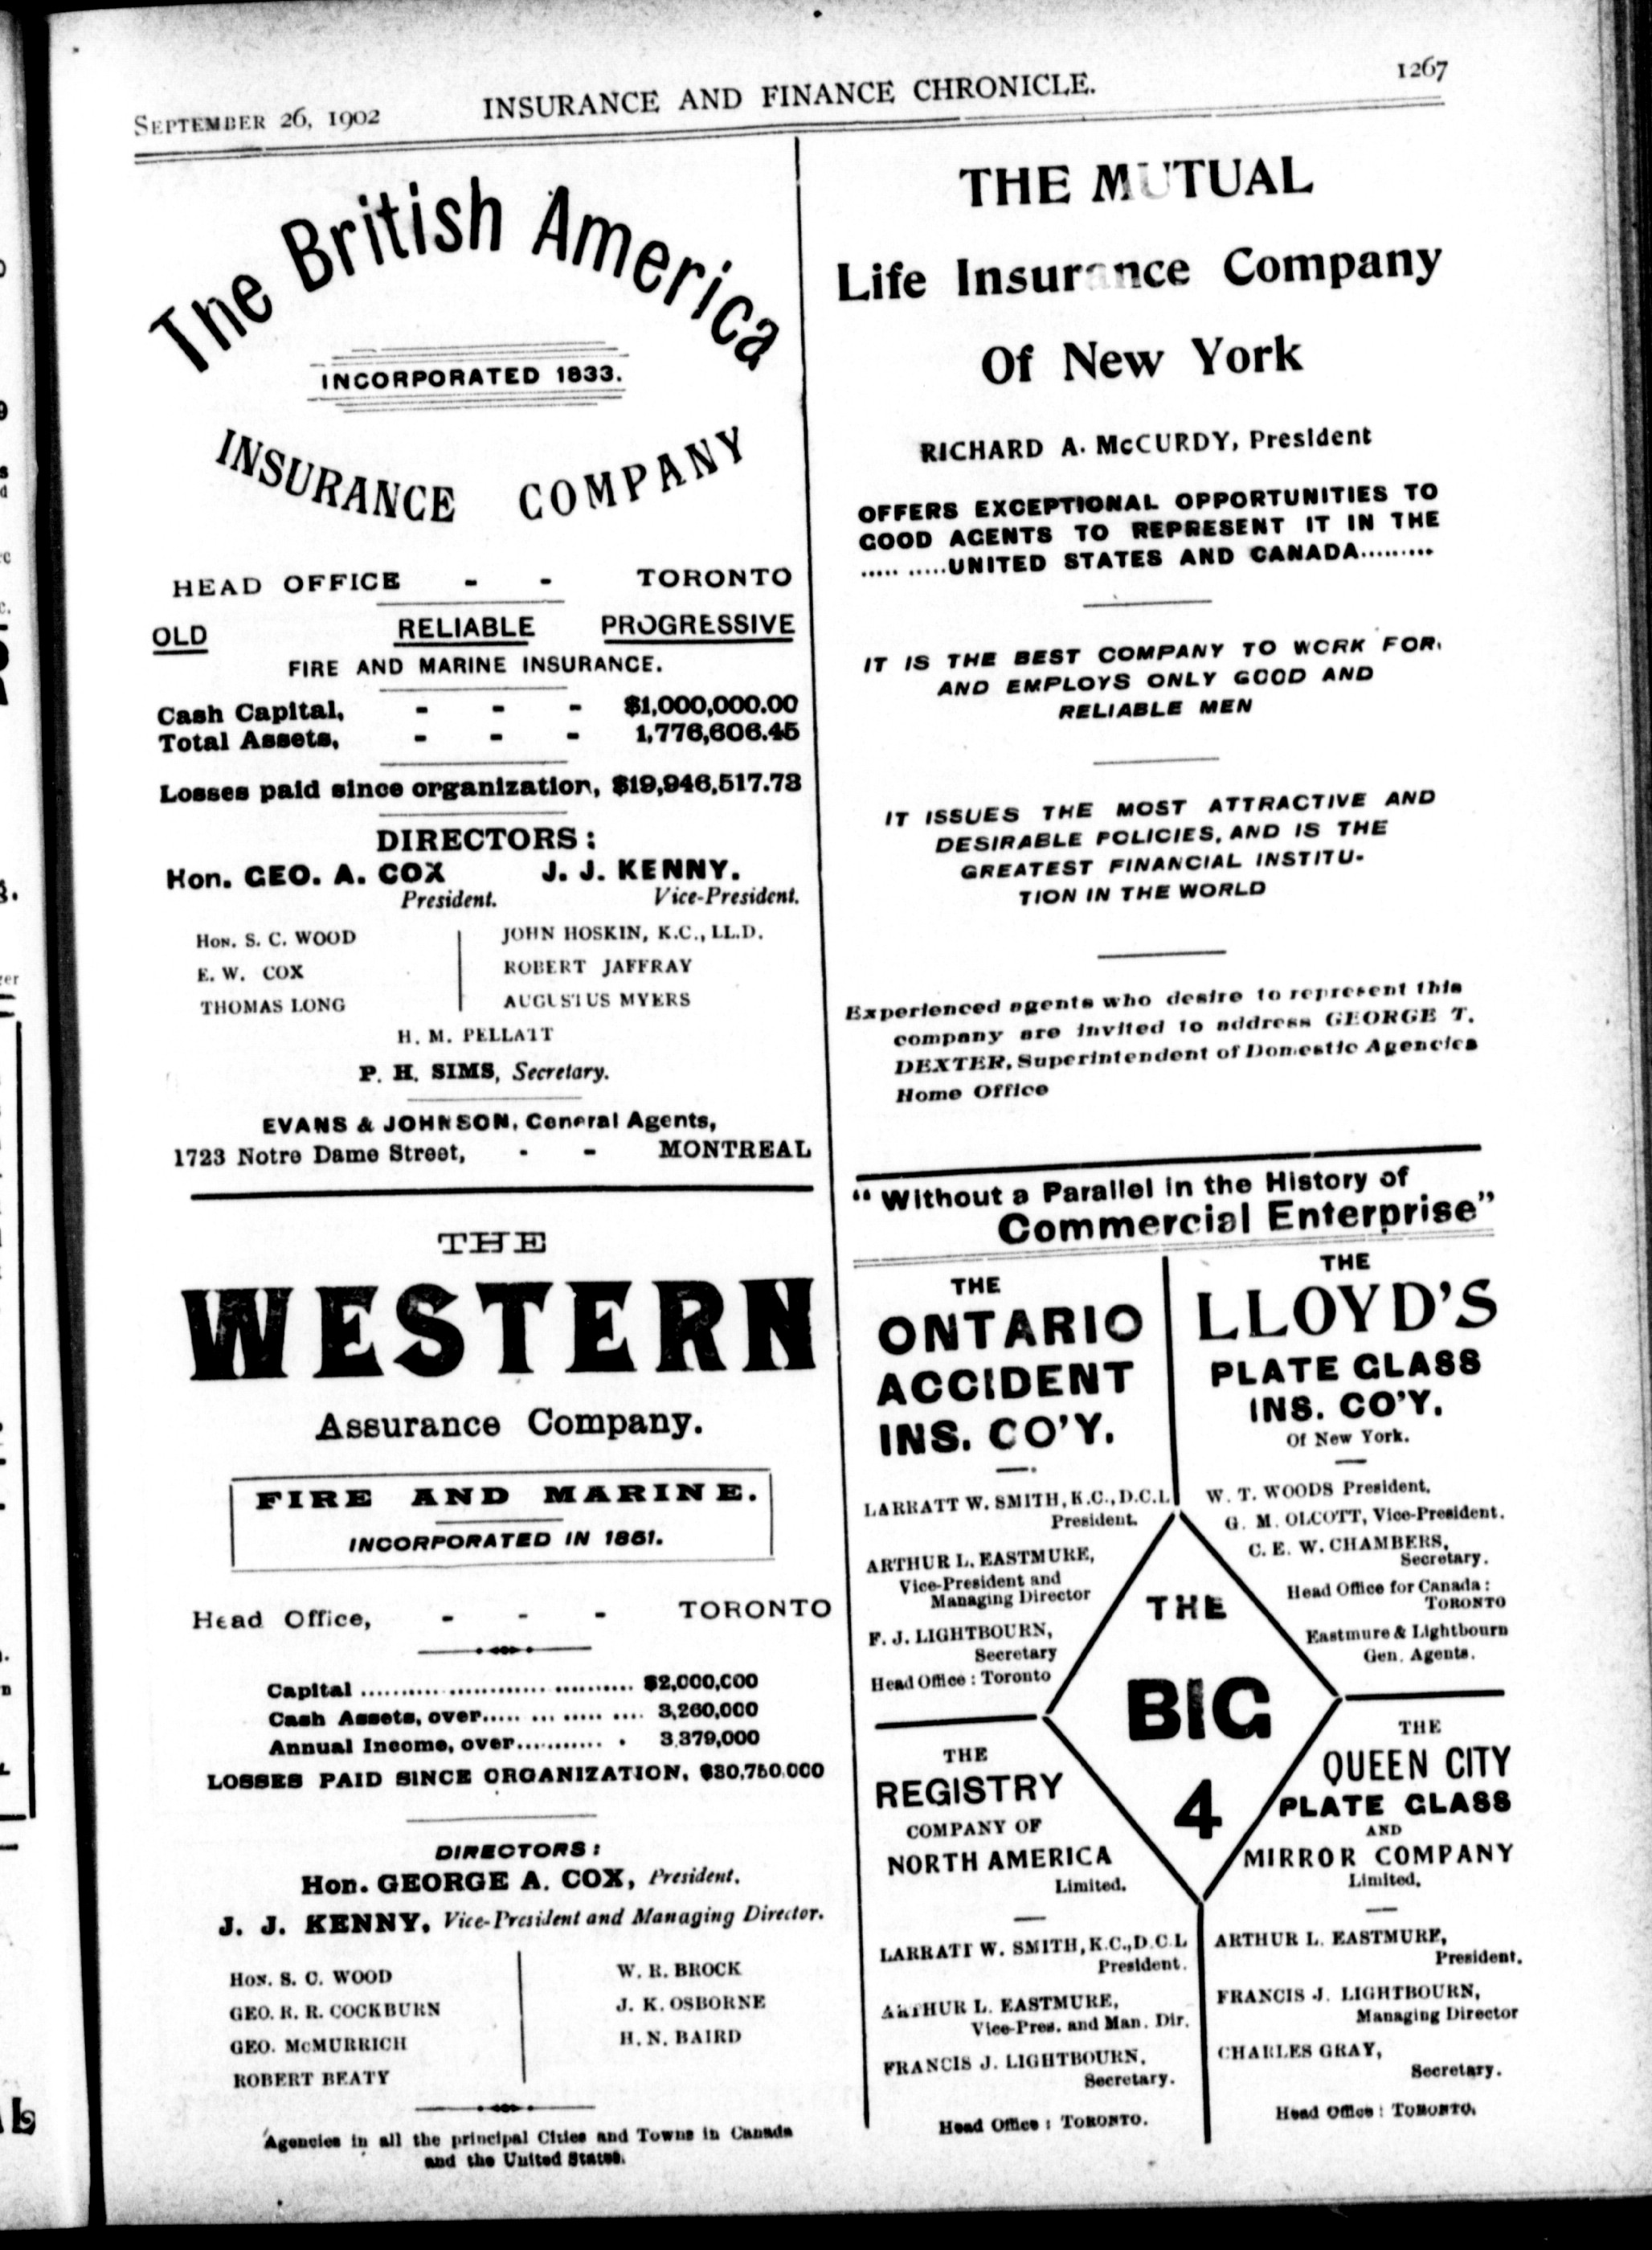 SEPTEMBER 26, 1902 INSURANCE AND FINANCE CHRONICLE. 1267
The British America
INCORPORATED 1833.
INSURANCE COMPANY
HEAD OFFICE - - TORONTO
OLD RELIABLE PROGRESSIVE
FIRE AND MARINE INSURANCE.
Cash Capital, - - - $1,000,000.00
Total Assets, - - - 1,776,606.45
Losses paid since organization, $19,946,517.73
DIRECTORS:
Hon. GEO. A. COX J. J. KENNY.
President. Vice-President.
HON. S. C. WOOD JOHN HOSKIN, K.C., LL.D.
E. W. COX ROBERT JAFFRAY
THOMAS LONG AUGUSTUS MYERS
H. M. PELLATT
P. H. SIMS, Secretary.
EVANS & JOHNSON, General Agents,
1723 Notre Dame Street, - - MONTREAL
THE
WESTERN
Assurance Company.
FIRE AND MARINE.
INCORPORATED IN 1851.
Head Office, - - - TORONTO
Capital .................................. $2,000,000
Cash Assets, over..... ... ..... .... 3,260,000
Annual Income, over........... . 3,379,000
LOSSES PAID SINCE ORGANIZATION, $30,750,000
DIRECTORS:
Hon. GEORGE A. COX, President.
J. J. KENNY, Vice-President and Managing Director.
HON. S. C. WOOD W. R. BROCK
GEO. R. R. COCKBURN J. K. OSBORNE
GEO. McMURRICH H. N. BAIRD
ROBERT BEATY
Agencies in all the principal Cities and Towns in Canada
and the United States.
THE MUTUAL
Life Insurance Company
Of New York
RICHARD A. McCURDY, President
OFFERS EXCEPTIONAL OPPORTUNITIES TO
GOOD AGENTS TO REPRESENT IT IN THE
..... .....UNITED STATES AND CANADA.........
IT IS THE BEST COMPANY TO WORK FOR,
AND EMPLOYS ONLY GOOD AND
RELIABLE MEN
IT ISSUES THE MOST ATTRACTIVE AND
DESIRABLE POLICIES, AND IS THE
GREATEST FINANCIAL INSTITU-
TION IN THE WORLD
Experienced agents who desire to represent this
company are invited to address GEORGE T.
DEXTER, Superintendent of Domestic Agencies
Home Office
"Without a Parallel in the History of
Commercial Enterprise"
THE
ONTARIO
ACCIDENT
INS. CO'Y.
LARRATT W. SMITH, K.C., D.C.L
President.
ARTHUR L. EASTMURE,
Vice-President and
Managing Director
F. J. LIGHTBOURN,
Secretary
Head Office: Toronto
THE
LLOYD'S
PLATE GLASS
INS. CO'Y.
Of New York.
W. T. WOODS President.
G. M. OLCOTT, Vice-President.
C. E. W. CHAMBERS,
Secretary.
Head Office for Canada:
TORONTO
Eastmure & Lightbourn
Gen. Agents.
THE
BIG
4
THE
REGISTRY
COMPANY OF
NORTH AMERICA
Limited.
LARRATT W. SMITH, K.C., D.C.L
President.
ARTHUR L. EASTMURE,
Vice-Pres. and Man. Dir.
FRANCIS J. LIGHTBOURN,
Secretary.
Head Office: TORONTO.
THE
QUEEN CITY
PLATE GLASS
AND
MIRROR COMPANY
Limited.
ARTHUR L. EASTMURE,
President.
FRANCIS J. LIGHTBOURN,
Managing Director
CHARLES GRAY,
Secretary.
Head Office: TORONTO.